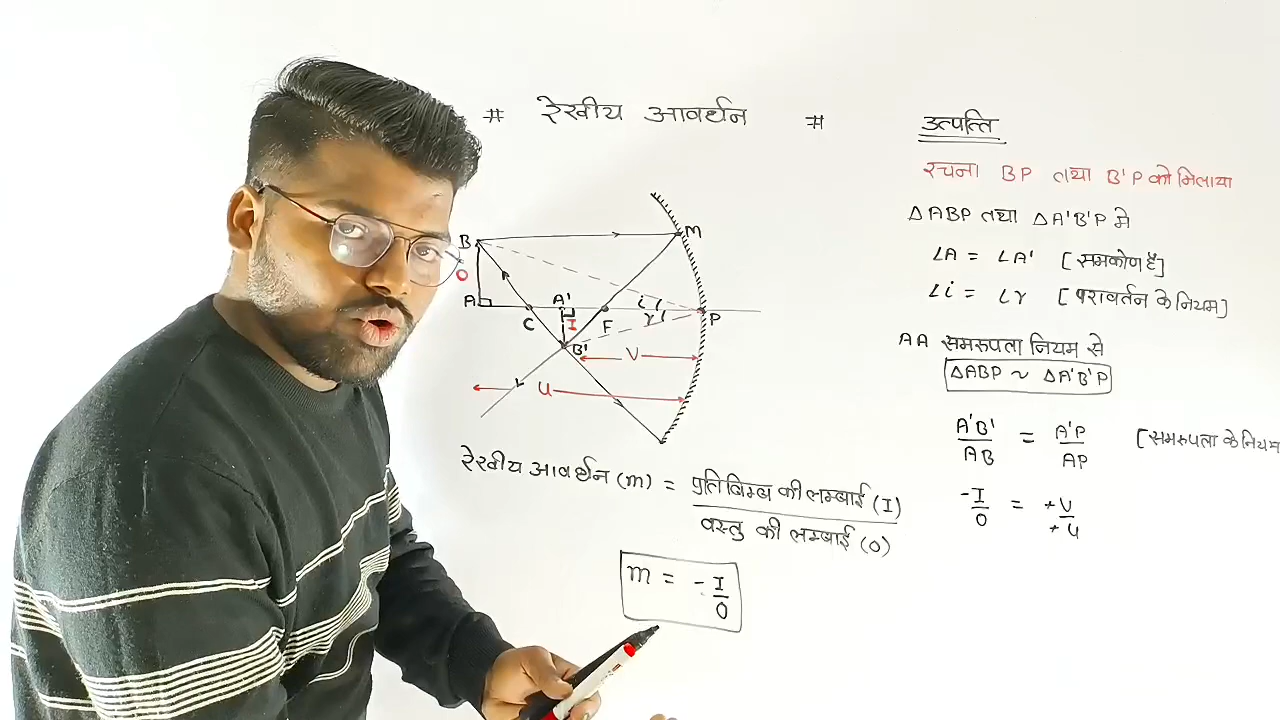 # रेखीय आवर्धन #
B
M
O
A
A'
i
C
I
F
r
P
B'
V
U
रेखीय आवर्धन (m) = प्रतिबिम्ब की लम्बाई (I)
वस्तु की लम्बाई (O)
m = - I
O
उत्पत्ति
रचना BP तथा B'P को मिलाया
△ABP तथा △A'B'P मे
∠A = ∠A' [समकोण है]
∠i = ∠r [परावर्तन के नियम]
AA समरुपता नियम से
△ABP ~ △A'B'P
A'B' = A'P [समरुपता के नियम
AB AP
-I = +V
O +U